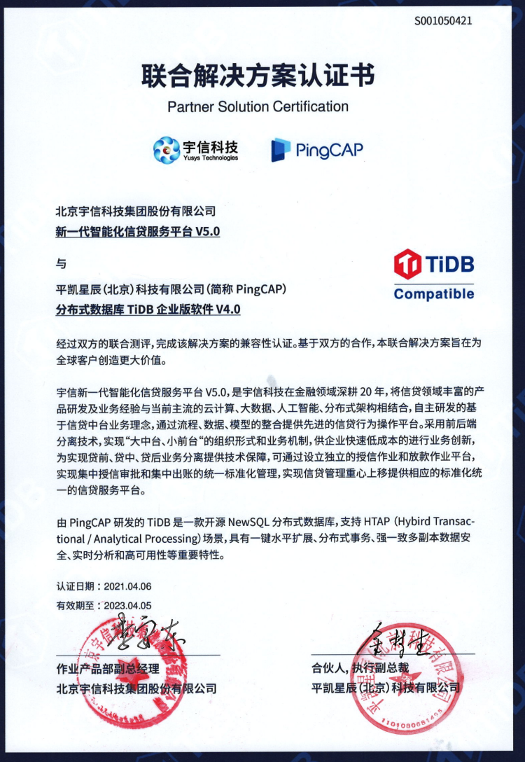 S001050421
联合解决方案认证书
Partner Solution Certification
宇信科技
Yusys Technologies
PingCAP
北京宇信科技集团股份有限公司
新一代智能化信贷服务平台 V5.0
与
平凯星辰（北京）科技有限公司（简称 PingCAP）
分布式数据库 TiDB 企业版软件 V4.0
TiDB
Compatible
经过双方的联合测评，完成该解决方案的兼容性认证。基于双方的合作，本联合解决方案旨在为
全球客户创造更大价值。
宇信新一代智能化信贷服务平台 V5.0，是宇信科技在金融领域深耕 20 年，将信贷领域丰富的产
品研发及业务经验与当前主流的云计算、大数据、人工智能、分布式架构相结合，自主研发的基
于信贷中台业务理念，通过流程、数据、模型的整合提供先进的信贷行为操作平台。采用前后端
分离技术，实现“大中台、小前台“的组织形式和业务机制，供企业快速低成本的进行业务创新，
为实现贷前、贷中、贷后业务分离提供技术保障，可通过设立独立的授信作业和放款作业平台，
实现集中授信审批和集中出账的统一标准化管理，实现信贷管理重心上移提供相应的标准化统
一的信贷服务平台。
由 PingCAP 研发的 TiDB 是一款开源 NewSQL 分布式数据库，支持 HTAP（Hybird Transac-
tional / Analytical Processing）场景，具有一键水平扩展、分布式事务、强一致多副本数据安
全、实时分析和高可用性等重要特性。
认证日期：2021.04.06
有效期至：2023.04.05
作业产品部副总经理
北京宇信科技集团股份有限公司
合伙人，执行副总裁
平凯星辰（北京）科技有限公司